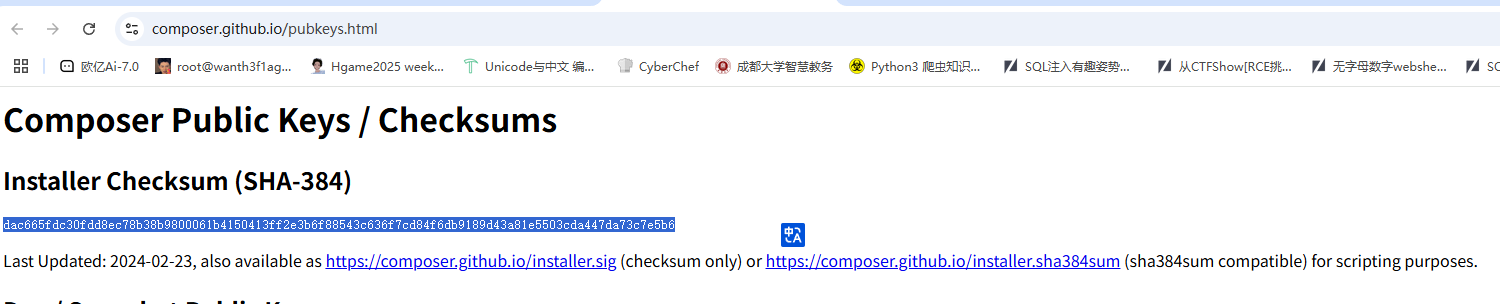 composer.github.io/pubkeys.html
欧亿Ai-7.0 root@wanth3f1ag... Hgame2025 week... Unicode与中文 编... CyberChef 成都大学智慧教务 Python3 爬虫知识... SQL注入有趣姿势... 从CTFShow[RCE挑... 无字母数字webshe...
Composer Public Keys / Checksums
Installer Checksum (SHA-384)
dac665fdc30fdd8ec78b38b9800061b4150413ff2e3b6f88543c636f7cd84f6db9189d43a81e5503cda447da73c7e5b6
Last Updated: 2024-02-23, also available as https://composer.github.io/installer.sig (checksum only) or https://composer.github.io/installer.sha384sum (sha384sum compatible) for scripting purposes.